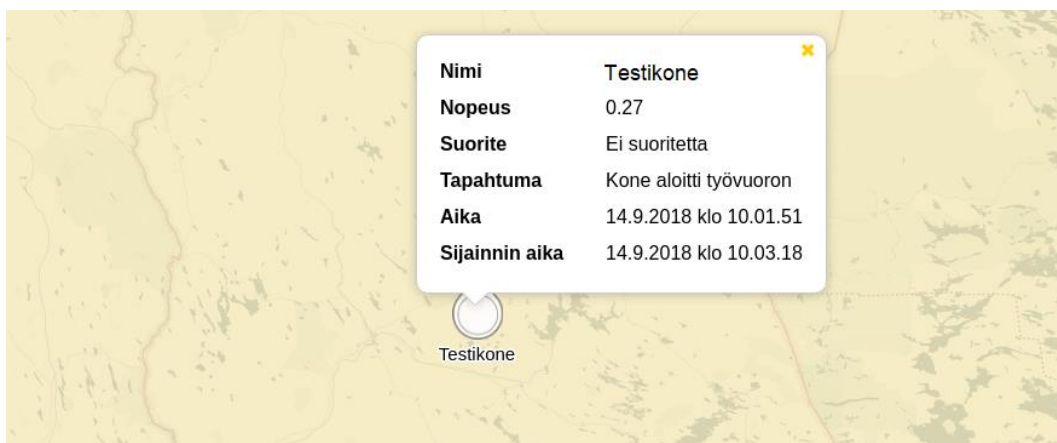 Nimi Testikone
Nopeus 0.27
Suorite Ei suoritetta
Tapahtuma Kone aloitti työvuoron
Aika 14.9.2018 klo 10.01.51
Sijainnin aika 14.9.2018 klo 10.03.18
Testikone